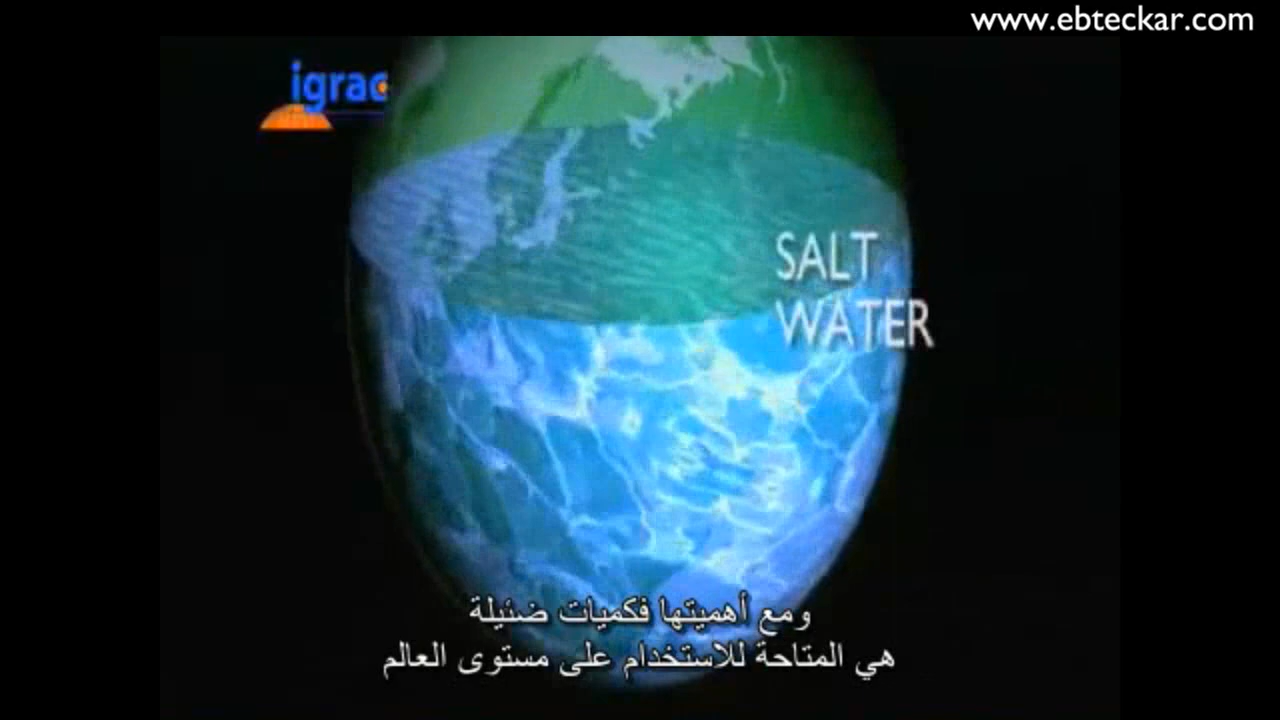 www.ebteckar.com
igrac
SALT
WATER
ومع أهميتها فكميات ضئيلة
هي المتاحة للاستخدام على مستوى العالم